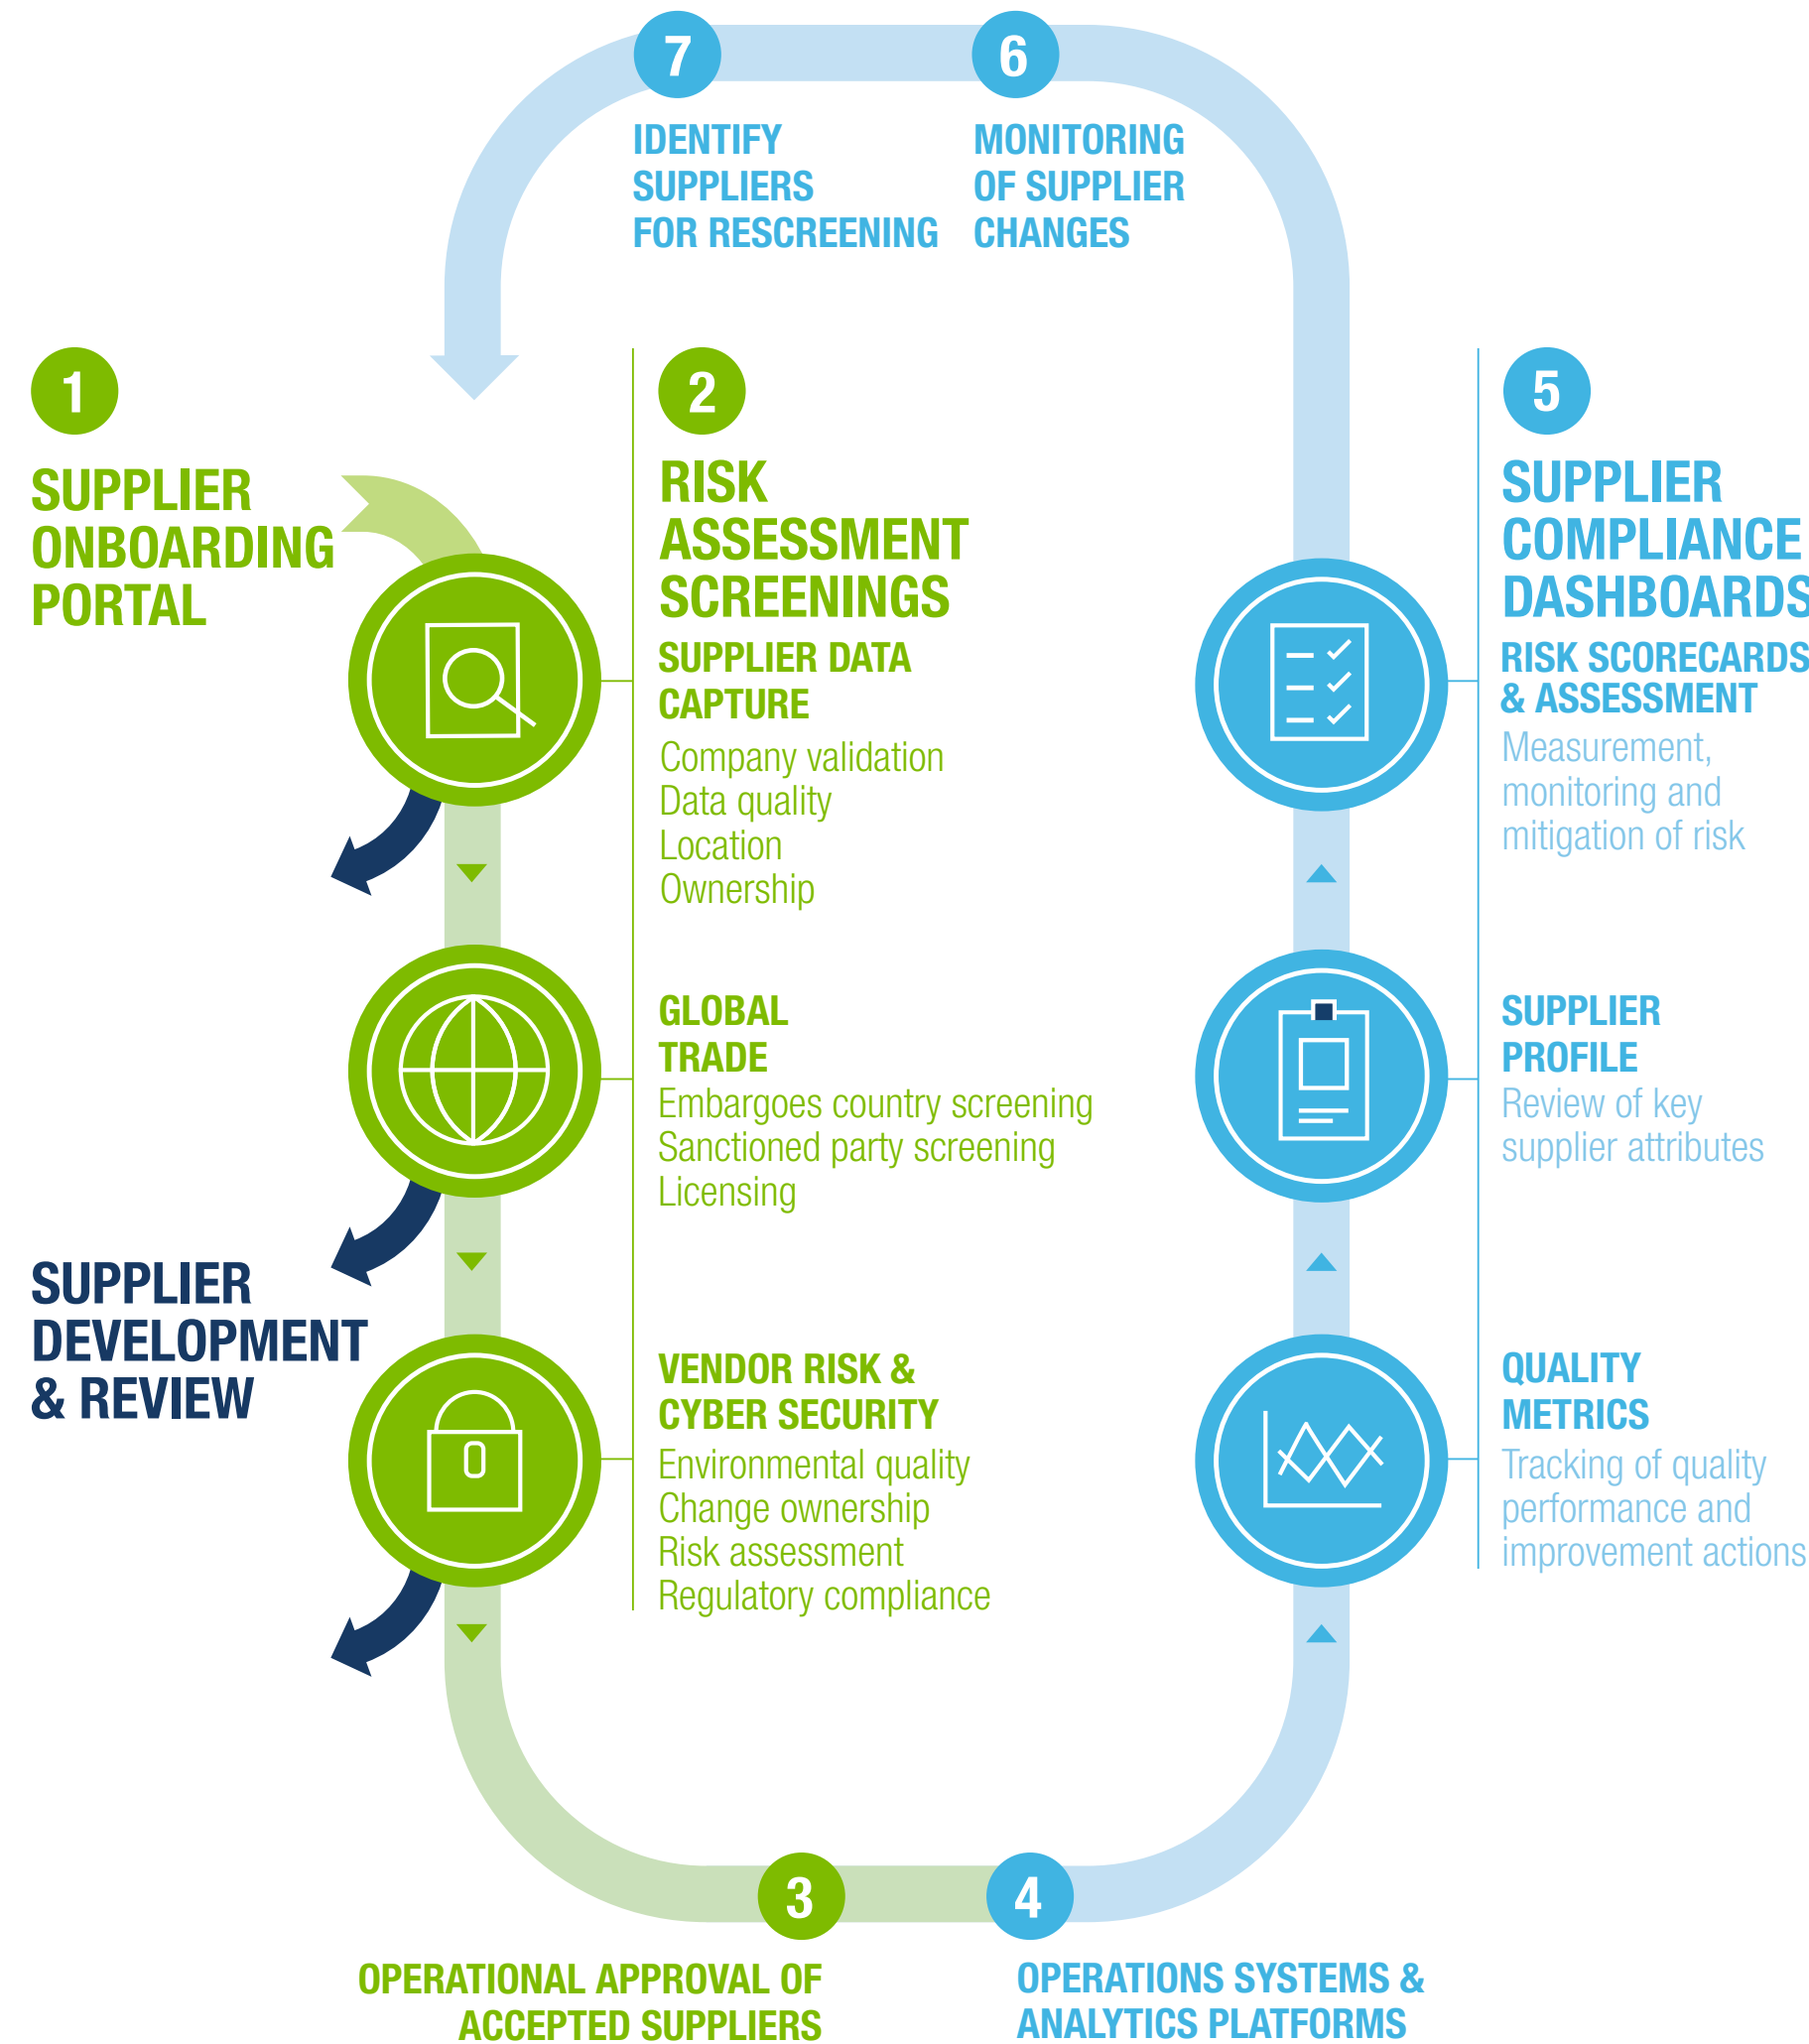 7
IDENTIFY
SUPPLIERS
FOR RESCREENING
6
MONITORING
OF SUPPLIER
CHANGES
1
SUPPLIER
ONBOARDING
PORTAL
2
RISK
ASSESSMENT
SCREENINGS
SUPPLIER DATA
CAPTURE
Company validation
Data quality
Location
Ownership
GLOBAL
TRADE
Embargoes country screening
Sanctioned party screening
Licensing
VENDOR RISK &
CYBER SECURITY
Environmental quality
Change ownership
Risk assessment
Regulatory compliance
SUPPLIER
DEVELOPMENT
& REVIEW
5
SUPPLIER
COMPLIANCE
DASHBOARDS
RISK SCORECARDS
& ASSESSMENT
Measurement,
monitoring and
mitigation of risk
SUPPLIER
PROFILE
Review of key
supplier attributes
QUALITY
METRICS
Tracking of quality
performance and
improvement actions
3
OPERATIONAL APPROVAL OF
ACCEPTED SUPPLIERS
4
OPERATIONS SYSTEMS &
ANALYTICS PLATFORMS